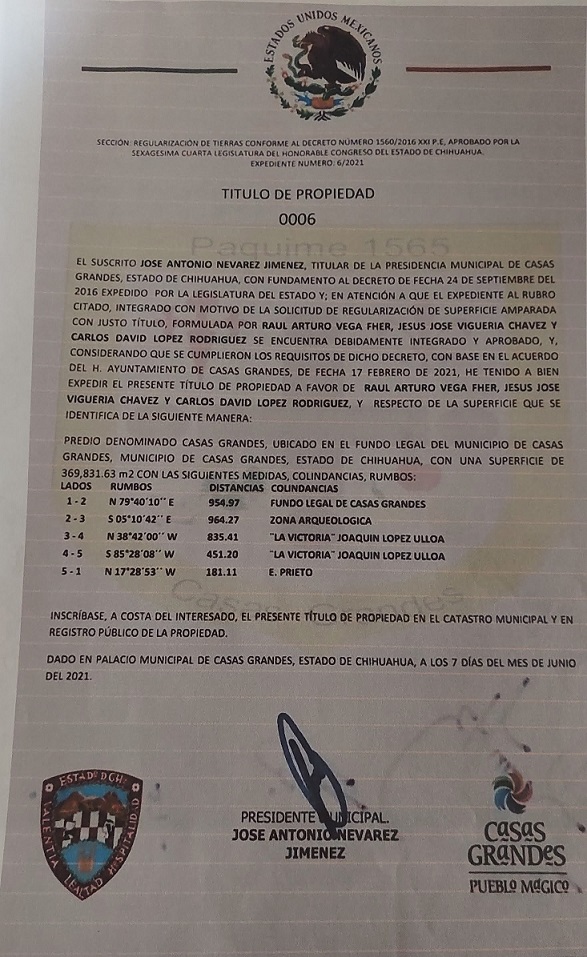 ESTADOS UNIDOS MEXICANOS
SECCIÓN: REGULARIZACIÓN DE TIERRAS CONFORME AL DECRETO NÚMERO 1560/2016 XXI P.E, APROBADO POR LA
SEXAGESIMA CUARTA LEGISLATURA DEL HONORABLE CONGRESO DEL ESTADO DE CHIHUAHUA.
EXPEDIENTE NUMERO: 6/2021
TITULO DE PROPIEDAD
0006
Paquime 1565
EL SUSCRITO JOSE ANTONIO NEVAREZ JIMENEZ, TITULAR DE LA PRESIDENCIA MUNICIPAL DE CASAS
GRANDES, ESTADO DE CHIHUAHUA, CON FUNDAMENTO AL DECRETO DE FECHA 24 DE SEPTIEMBRE DEL
2016 EXPEDIDO POR LA LEGISLATURA DEL ESTADO Y; EN ATENCIÓN A QUE EL EXPEDIENTE AL RUBRO
CITADO, INTEGRADO CON MOTIVO DE LA SOLICITUD DE REGULARIZACIÓN DE SUPERFICIE AMPARADA
CON JUSTO TÍTULO, FORMULADA POR RAUL ARTURO VEGA FHER, JESUS JOSE VIGUERIA CHAVEZ Y
CARLOS DAVID LOPEZ RODRIGUEZ SE ENCUENTRA DEBIDAMENTE INTEGRADO Y APROBADO, Y,
CONSIDERANDO QUE SE CUMPLIERON LOS REQUISITOS DE DICHO DECRETO, CON BASE EN EL ACUERDO
DEL H. AYUNTAMIENTO DE CASAS GRANDES, DE FECHA 17 FEBRERO DE 2021, HE TENIDO A BIEN
EXPEDIR EL PRESENTE TÍTULO DE PROPIEDAD A FAVOR DE RAUL ARTURO VEGA FHER, JESUS JOSE
VIGUERIA CHAVEZ Y CARLOS DAVID LOPEZ RODRIGUEZ, Y RESPECTO DE LA SUPERFICIE QUE SE
IDENTIFICA DE LA SIGUIENTE MANERA:
PREDIO DENOMINADO CASAS GRANDES, UBICADO EN EL FUNDO LEGAL DEL MUNICIPIO DE CASAS
GRANDES, MUNICIPIO DE CASAS GRANDES, ESTADO DE CHIHUAHUA, CON UNA SUPERFICIE DE
369,831.63 m2 CON LAS SIGUIENTES MEDIDAS, COLINDANCIAS, RUMBOS:
LADOS RUMBOS DISTANCIAS COLINDANCIAS
1 - 2 N 79°40´10´´ E 954.97 FUNDO LEGAL DE CASAS GRANDES
2 - 3 S 05°10´42´´ E 964.27 ZONA ARQUEOLOGICA
3 - 4 N 38°42´00´´ W 835.41 "LA VICTORIA" JOAQUIN LOPEZ ULLOA
4 - 5 S 85°28´08´´ W 451.20 "LA VICTORIA" JOAQUIN LOPEZ ULLOA
5 - 1 N 17°28´53´´ W 181.11 E. PRIETO
Casas Grandes
INSCRÍBASE, A COSTA DEL INTERESADO, EL PRESENTE TÍTULO DE PROPIEDAD EN EL CATASTRO MUNICIPAL Y EN
REGISTRO PÚBLICO DE LA PROPIEDAD.
DADO EN PALACIO MUNICIPAL DE CASAS GRANDES, ESTADO DE CHIHUAHUA, A LOS 7 DÍAS DEL MES DE JUNIO
DEL 2021.
ESTADO D CHIH
VALENTIA LEALTAD HOSPITALIDAD
PRESIDENTE MUNICIPAL.
JOSE ANTONIO NEVAREZ
JIMENEZ
CASAS
GRANDES
PUEBLO MÁGICO